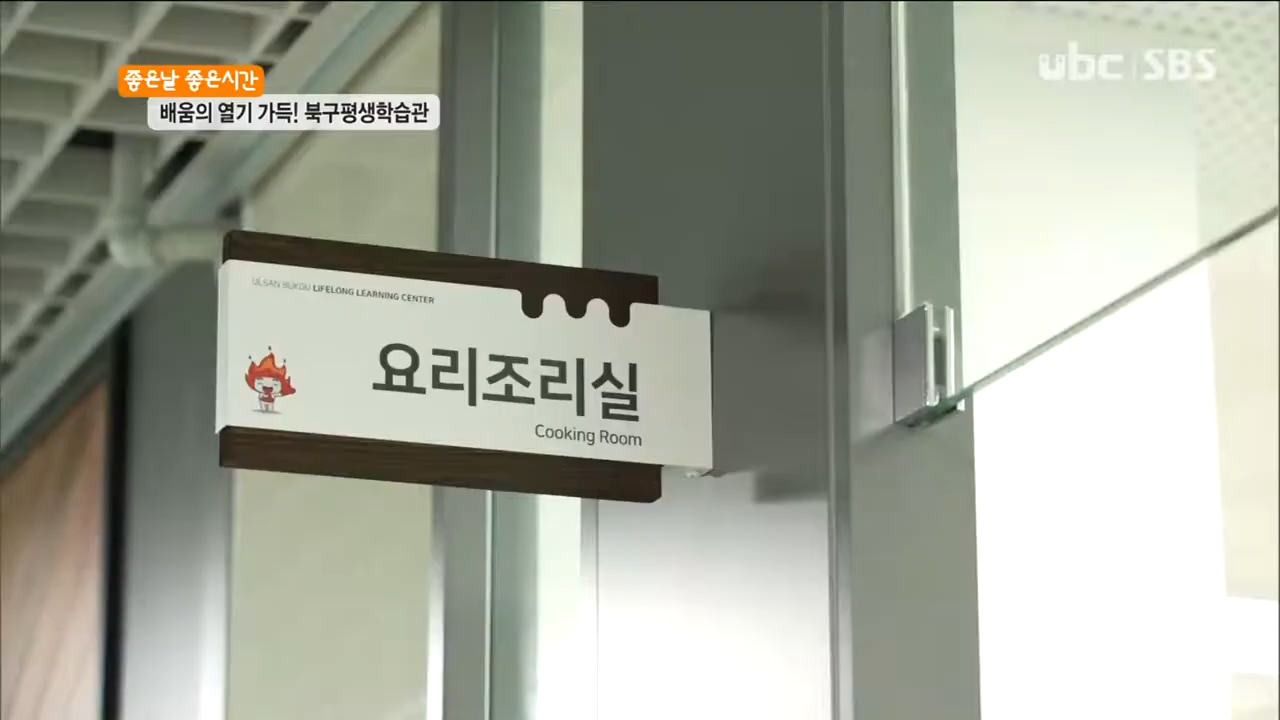 좋은날 좋은시간
ubc SBS
배움의 열기 가득! 북구평생학습관
ULSAN BUKGU LIFELONG LEARNING CENTER
요리조리실
Cooking Room